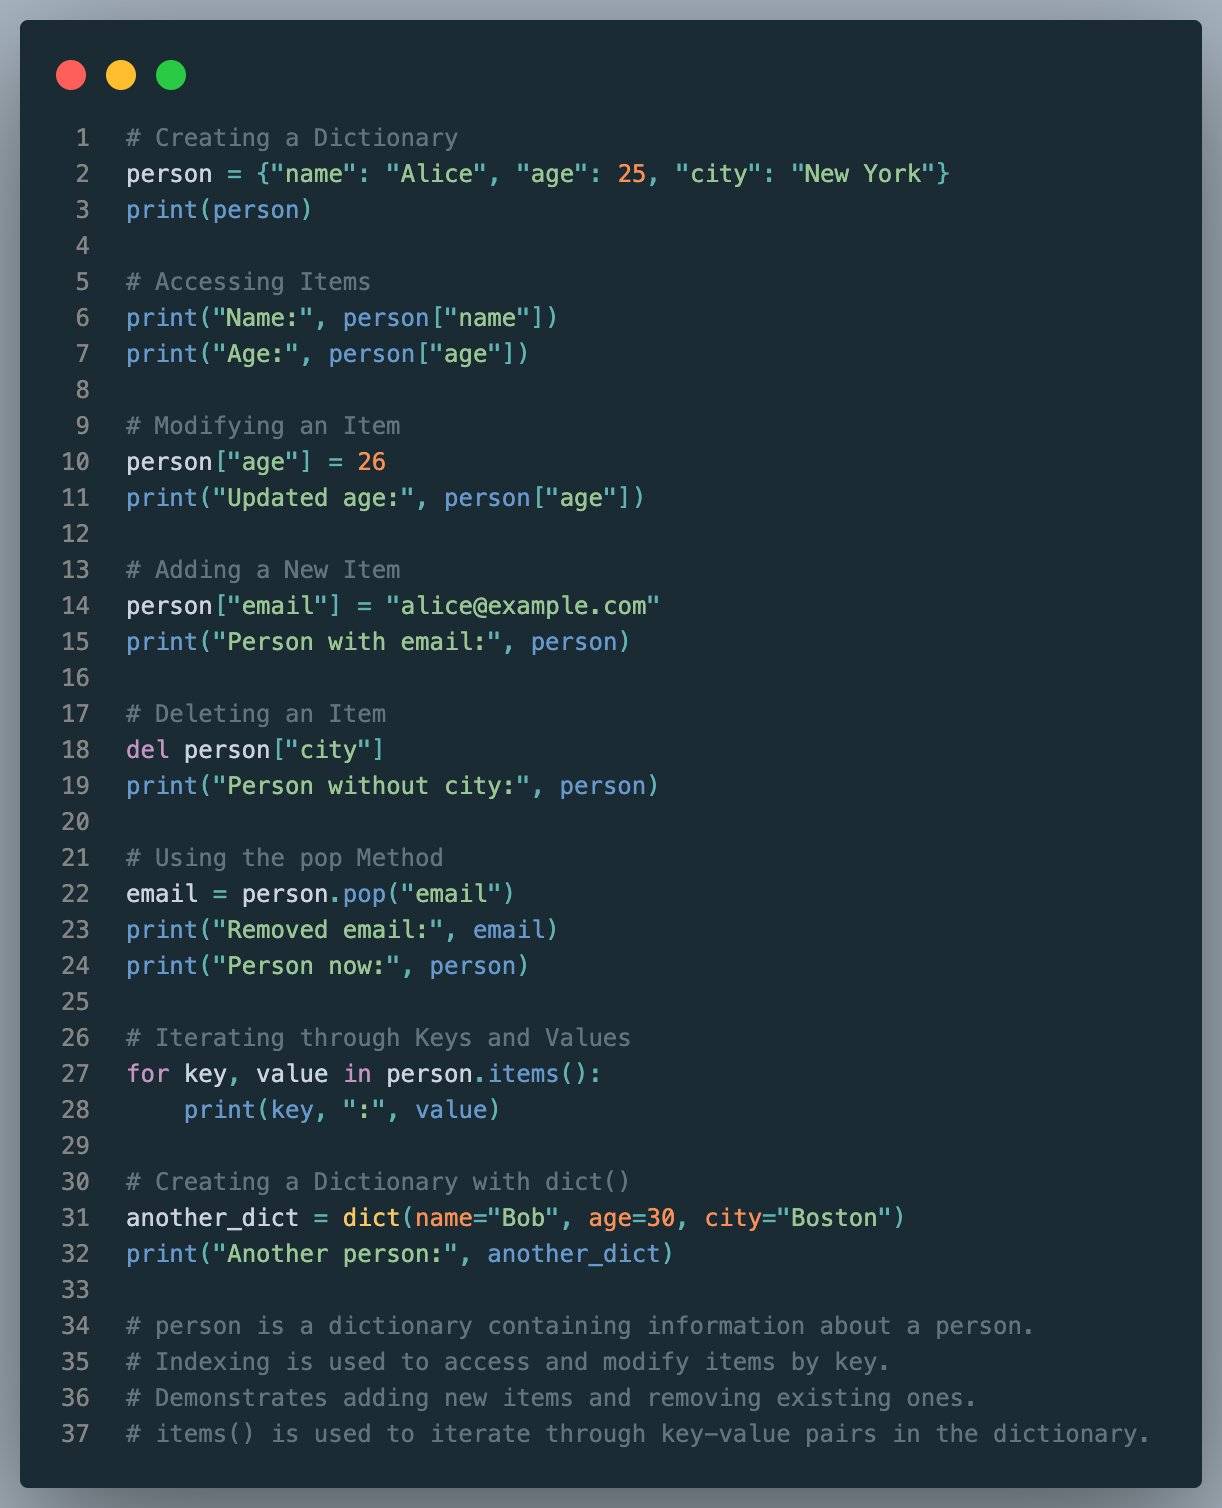 1 # Creating a Dictionary
2 person = {"name": "Alice", "age": 25, "city": "New York"}
3 print(person)
4
5 # Accessing Items
6 print("Name:", person["name"])
7 print("Age:", person["age"])
8
9 # Modifying an Item
10 person["age"] = 26
11 print("Updated age:", person["age"])
12
13 # Adding a New Item
14 person["email"] = "alice@example.com"
15 print("Person with email:", person)
16
17 # Deleting an Item
18 del person["city"]
19 print("Person without city:", person)
20
21 # Using the pop Method
22 email = person.pop("email")
23 print("Removed email:", email)
24 print("Person now:", person)
25
26 # Iterating through Keys and Values
27 for key, value in person.items():
28     print(key, ":", value)
29
30 # Creating a Dictionary with dict()
31 another_dict = dict(name="Bob", age=30, city="Boston")
32 print("Another person:", another_dict)
33
34 # person is a dictionary containing information about a person.
35 # Indexing is used to access and modify items by key.
36 # Demonstrates adding new items and removing existing ones.
37 # items() is used to iterate through key-value pairs in the dictionary.